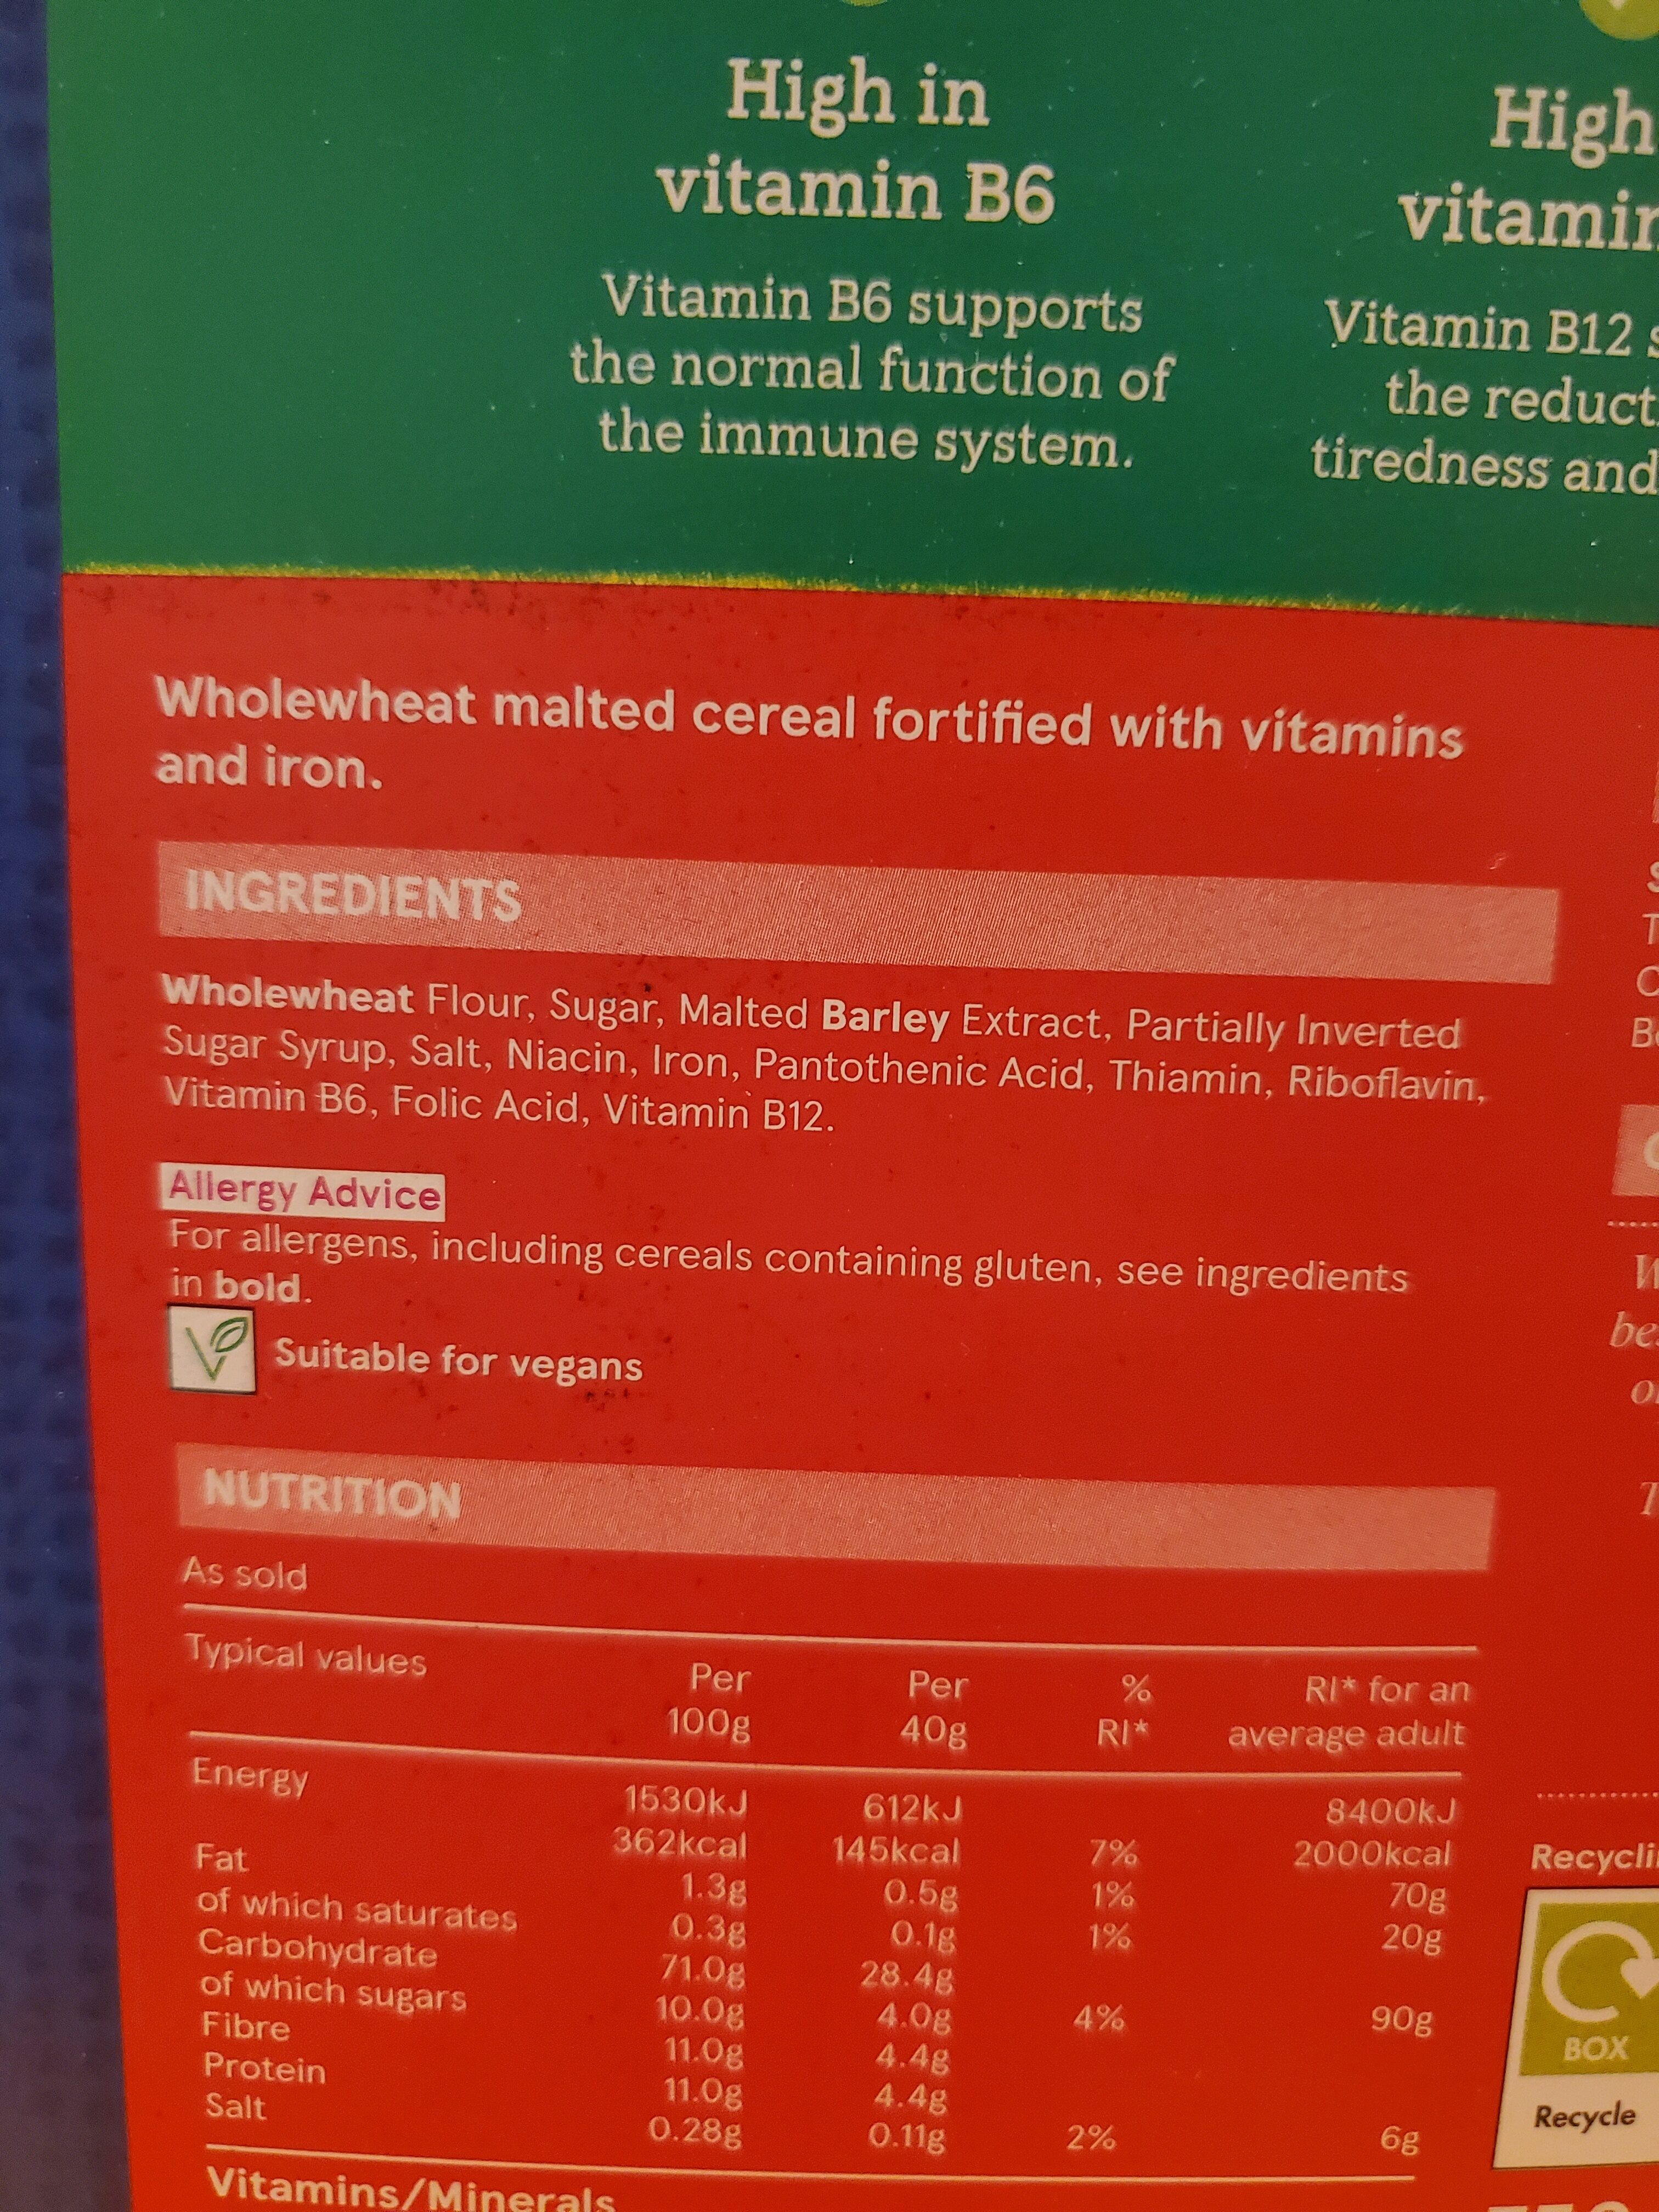 High in
vitamin B6
Vitamin B6 supports
the normal function of
the immune system.
High
Vitamin B12
the
tiredness and
Wholewheat malted cereal fortified with vitamins
and iron.
INGREDIENTS
Wholewheat Flour, Sugar, Malted Barley Extract, Partially Inverted
Sugar Syrup, Salt, Niacin, Iron, Pantothenic Acid, Thiamin, Riboflavin,
Vitamin B6, Folic Acid, Vitamin B12.
Allergy Advice
For allergens, including cereals containing gluten, see ingredients
in bold.
Suitable for vegans
NUTRITION
As sold
Typical values Per 100g Per 40g % RI* RI* for an average adult
Energy 1530kJ 612kJ 8400kJ
362kcal 145kcal 7% 2000kcal
Fat 1.3g 0.5g 1% 70g
of which saturates 0.3g 0.1g 1% 20g
Carbohydrate 71.0g 28.4g
of which sugars 10.0g 4.0g 4% 90g
Fibre 11.0g 4.4g
Protein 11.0g 4.4g
Salt 0.28g 0.11g 2% 6g
Vitamins/Minerals
BOX
Recycle